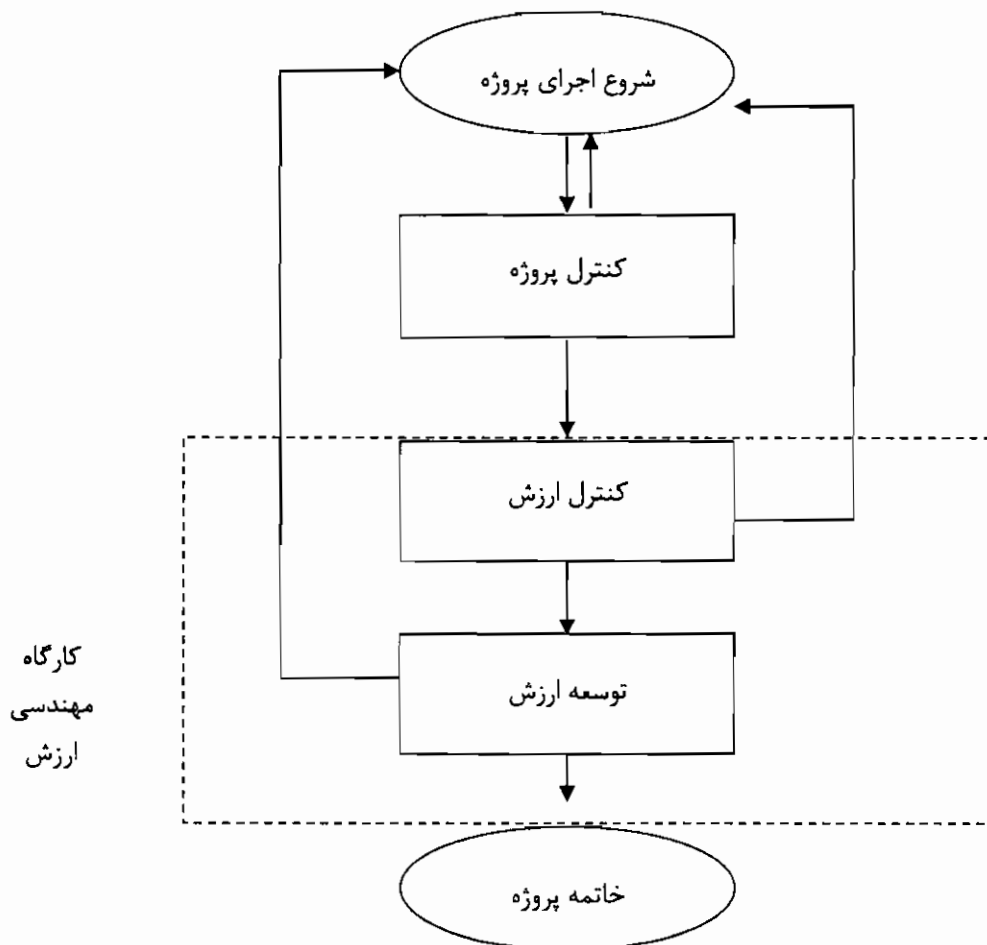 شروع اجرای پروژه
کنترل پروژه
کنترل ارزش
توسعه ارزش
کارگاه
مهندسی
ارزش
خاتمه پروژه